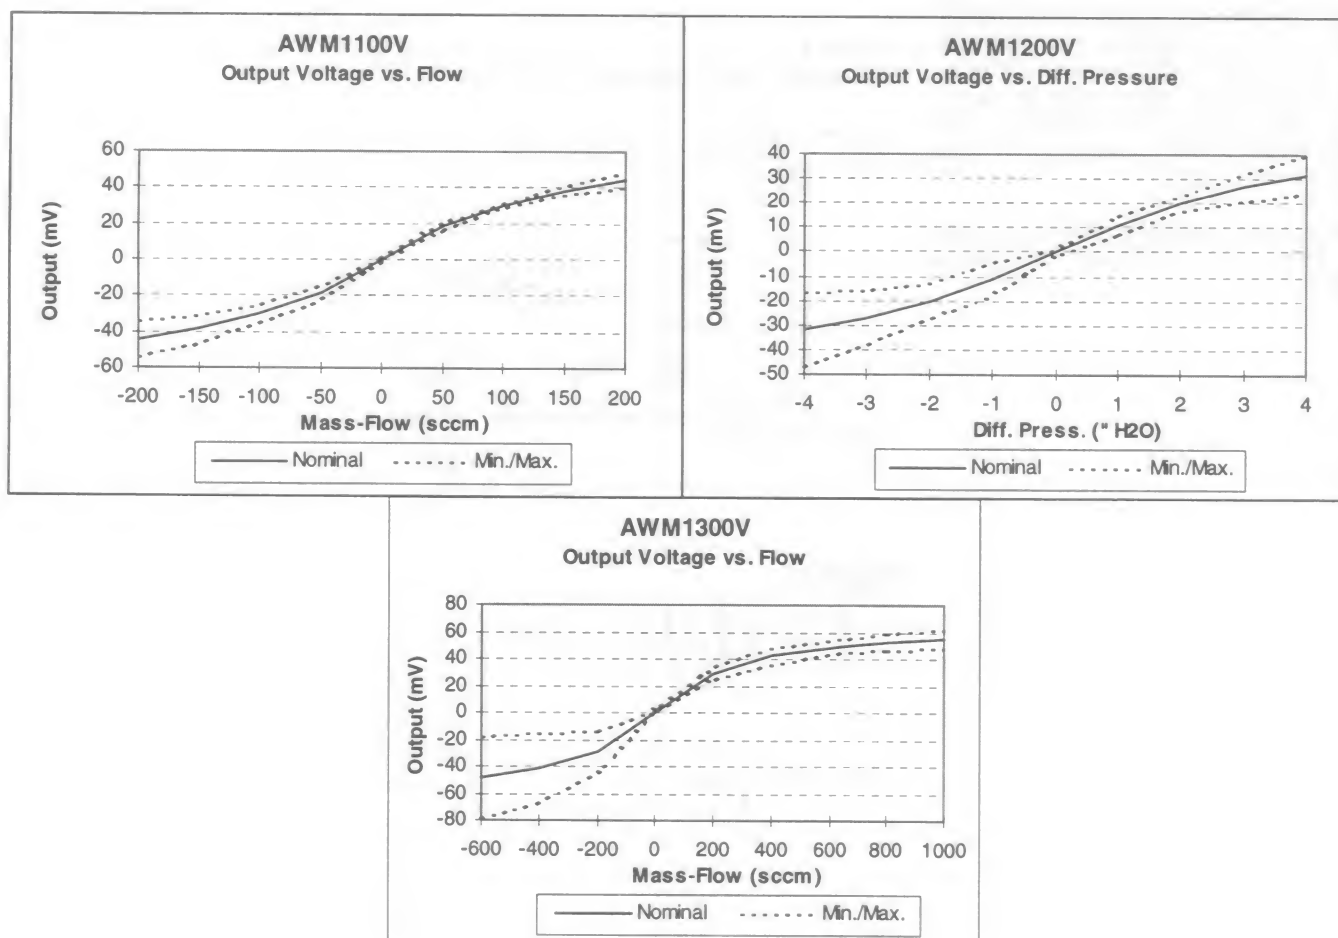 AWM1100V
Output Voltage vs. Flow
60
40
20
0
-20
-40
-60
Output (mV)
-200 -150 -100 -50 0 50 100 150 200
Mass-Flow (sccm)
Nominal Min./Max.
AWM1200V
Output Voltage vs. Diff. Pressure
40
30
20
10
0
-10
-20
-30
-40
-50
Output (mV)
-4 -3 -2 -1 0 1 2 3 4
Diff. Press. ("H2O)
Nominal Min./Max.
AWM1300V
Output Voltage vs. Flow
80
60
40
20
0
-20
-40
-60
-80
Output (mV)
-600 -400 -200 0 200 400 600 800 1000
Mass-Flow (sccm)
Nominal Min./Max.